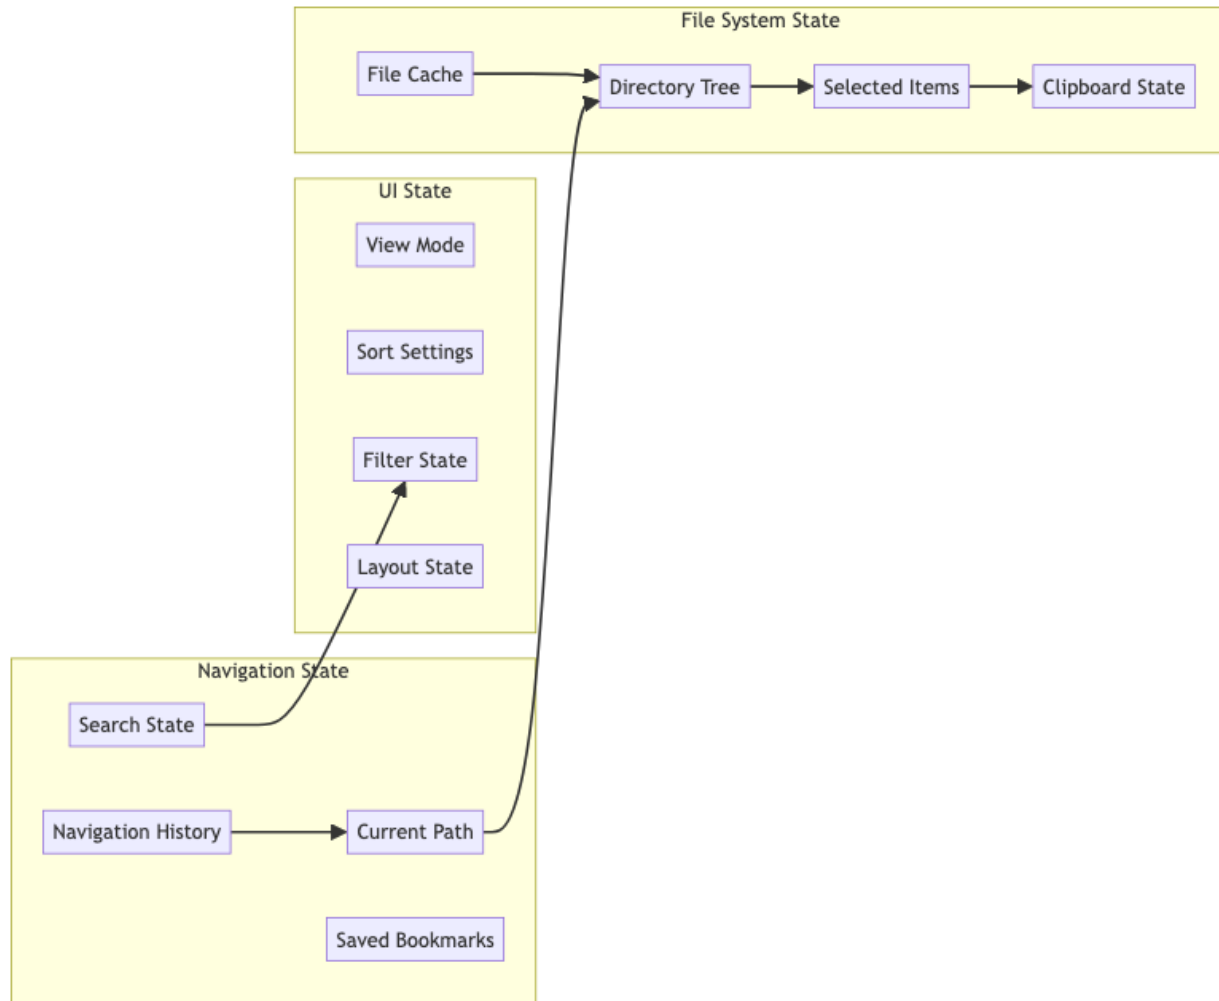 File System State
File Cache
Directory Tree
Selected Items
Clipboard State
UI State
View Mode
Sort Settings
Filter State
Layout State
Navigation State
Search State
Navigation History
Current Path
Saved Bookmarks